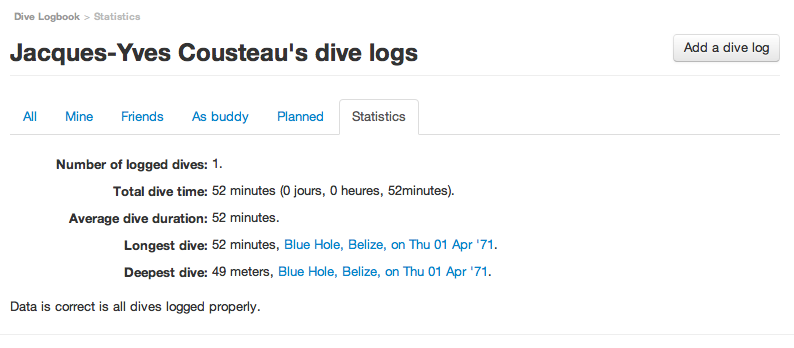 Dive Logbook > Statistics
Jacques-Yves Cousteau's dive logs
Add a dive log
All Mine Friends As buddy Planned Statistics
Number of logged dives: 1.
Total dive time: 52 minutes (0 jours, 0 heures, 52minutes).
Average dive duration: 52 minutes.
Longest dive: 52 minutes, Blue Hole, Belize, on Thu 01 Apr '71.
Deepest dive: 49 meters, Blue Hole, Belize, on Thu 01 Apr '71.
Data is correct is all dives logged properly.